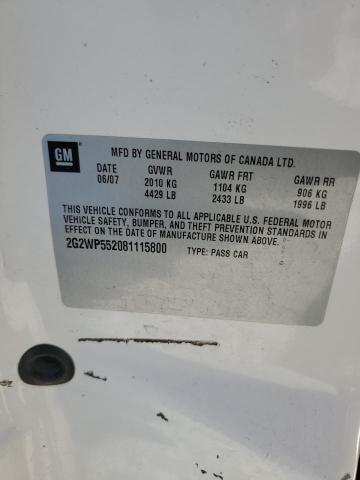 GM
MFD BY GENERAL MOTORS OF CANADA LTD.
DATE GVWR GAWR FRT GAWR RR
06/07 2010 KG 1104 KG 906 KG
4429 LB 2433 LB 1996 LB
THIS VEHICLE CONFORMS TO ALL APPLICABLE U.S. FEDERAL MOTOR
VEHICLE SAFETY, BUMPER, AND THEFT PREVENTION STANDARDS IN
EFFECT ON THE DATE OF MANUFACTURE SHOWN ABOVE.
2G2WP552081115800 TYPE: PASS CAR